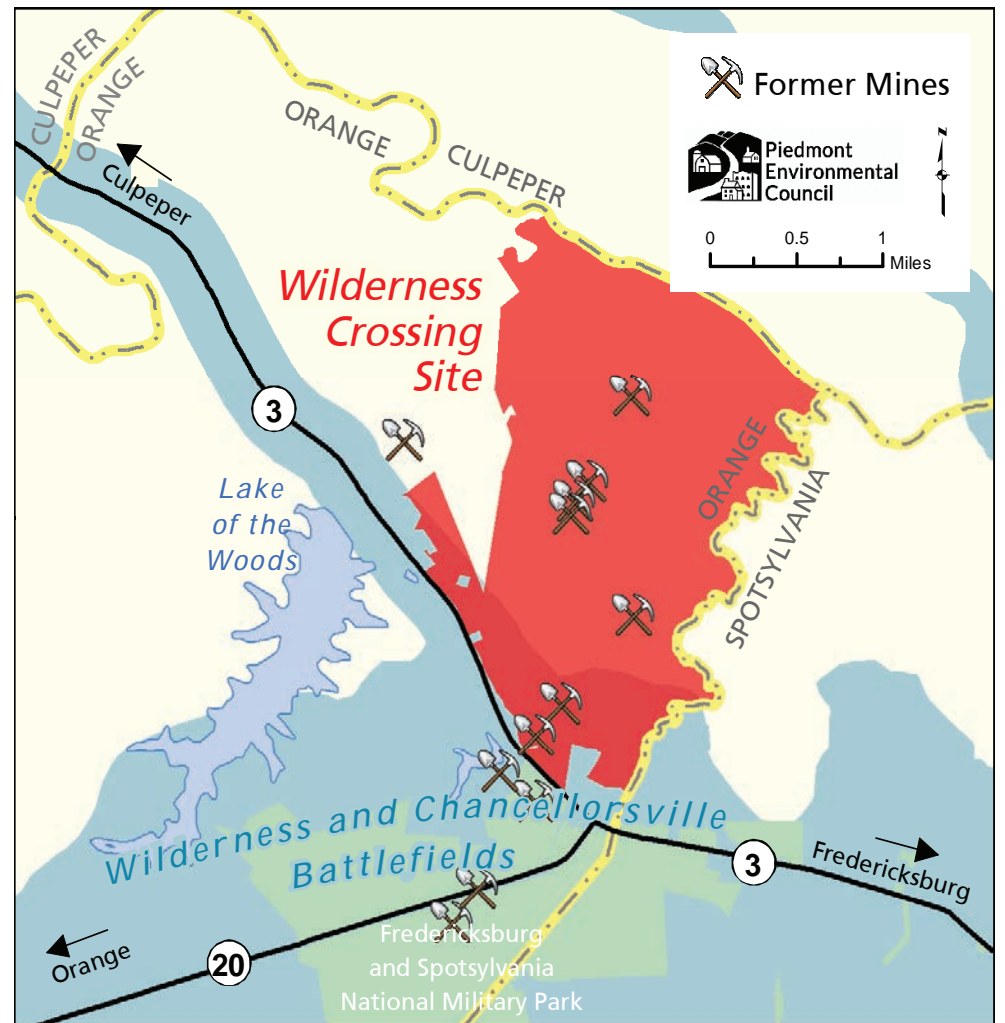 Former Mines
Piedmont
Environmental
Council
N
0 0.5 1
Miles
CULPEPER
ORANGE
ORANGE
CULPEPER
Culpeper
Wilderness
Crossing
Site
3
Lake
of the
Woods
ORANGE
SPOTSYLVANIA
Wilderness and Chancellorsville
Battlefields
3
Fredericksburg
Orange
20
Fredericksburg
and Spotsylvania
National Military Park